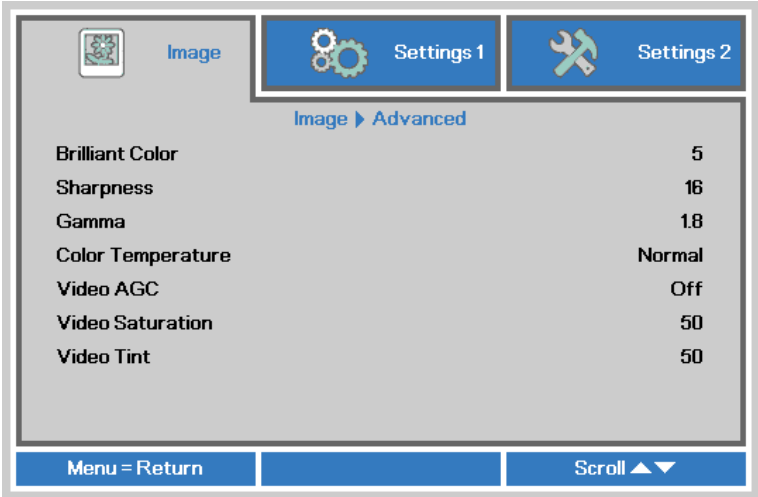 Image Settings 1 Settings 2
Image ▶ Advanced
Brilliant Color 5
Sharpness 16
Gamma 1.8
Color Temperature Normal
Video AGC Off
Video Saturation 50
Video Tint 50
Menu = Return Scroll ▲▼